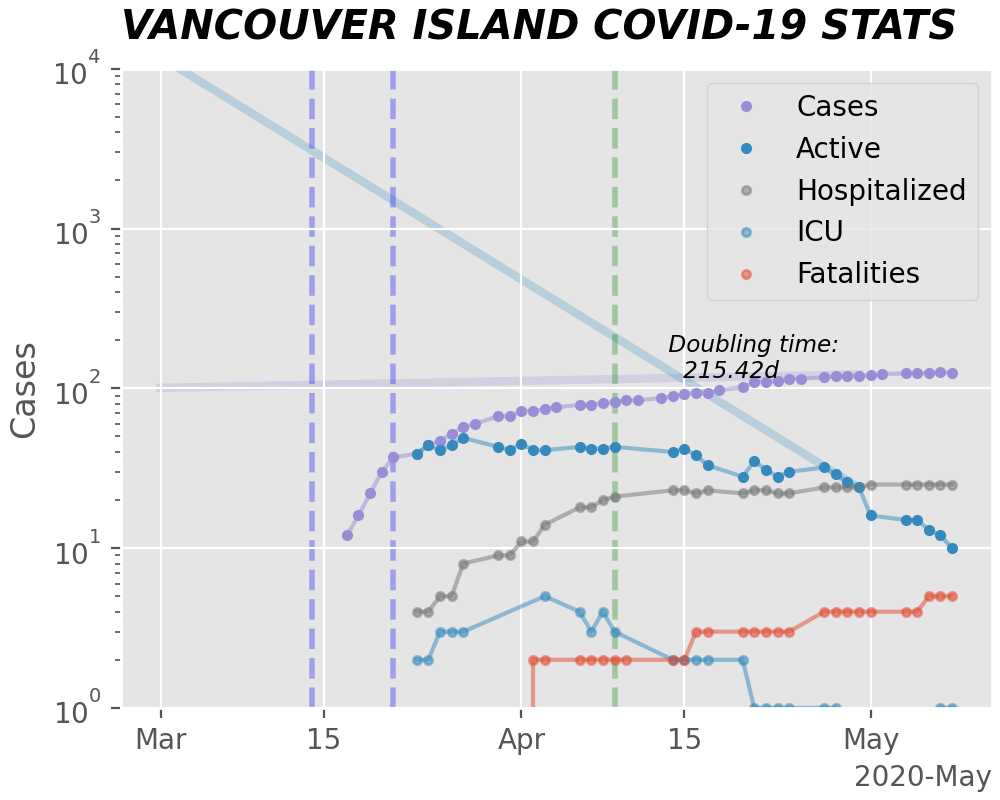 VANCOUVER ISLAND COVID-19 STATS
10^4
10^3
10^2
10^1
10^0
Cases
Cases
Active
Hospitalized
ICU
Fatalities
Doubling time:
215.42d
Mar 15 Apr 15 May
2020-May